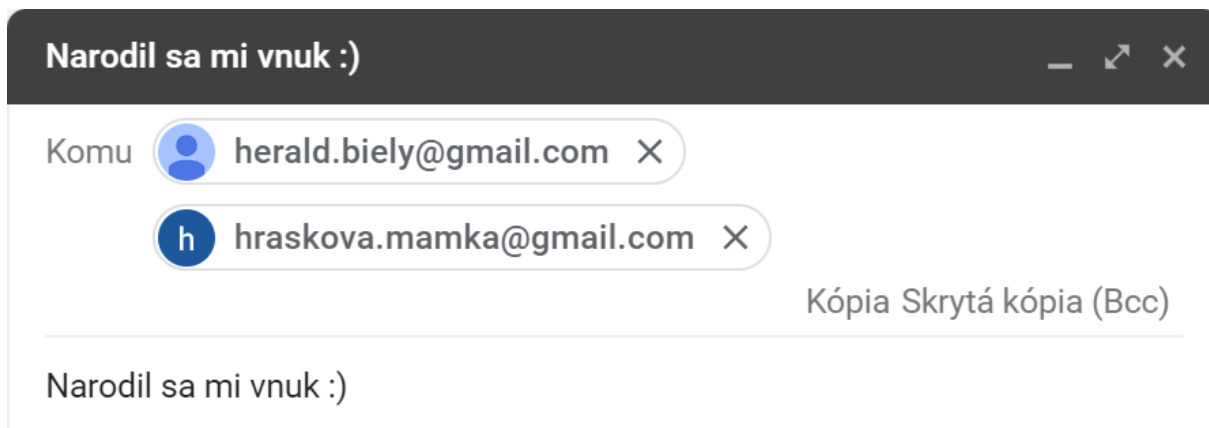 Narodil sa mi vnuk :)
Komu herald.biely@gmail.com
h hraskova.mamka@gmail.com
Kópia Skrytá kópia (Bcc)
Narodil sa mi vnuk :)